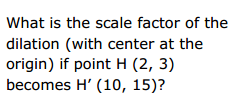 What is the scale factor of the
dilation (with center at the
origin) if point H (2, 3)
becomes H′ (10, 15)?